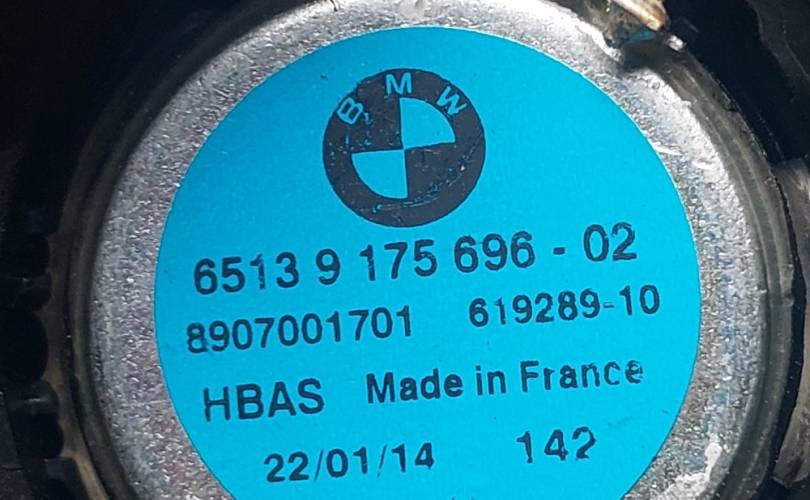 BMW
6513 9 175 696 - 02
8907001701 619289-10
HBAS Made in France
22/01/14 142